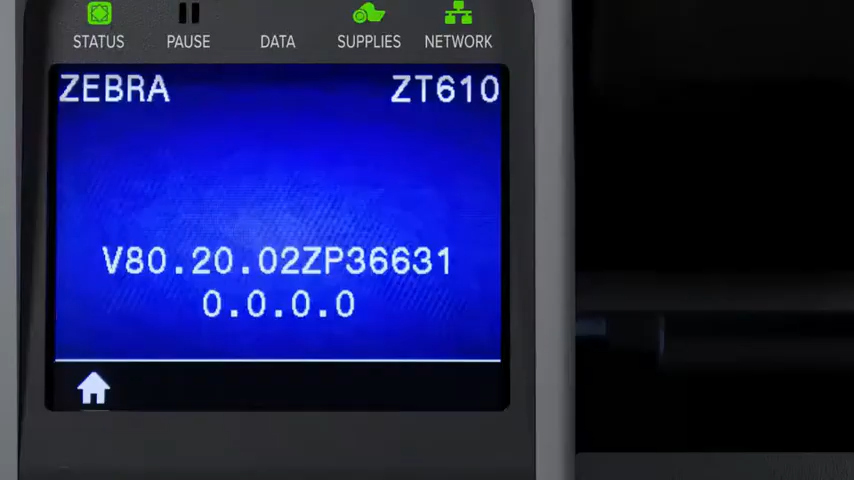 STATUS PAUSE DATA SUPPLIES NETWORK
ZEBRA ZT610
V80.20.02ZP36631
0.0.0.0